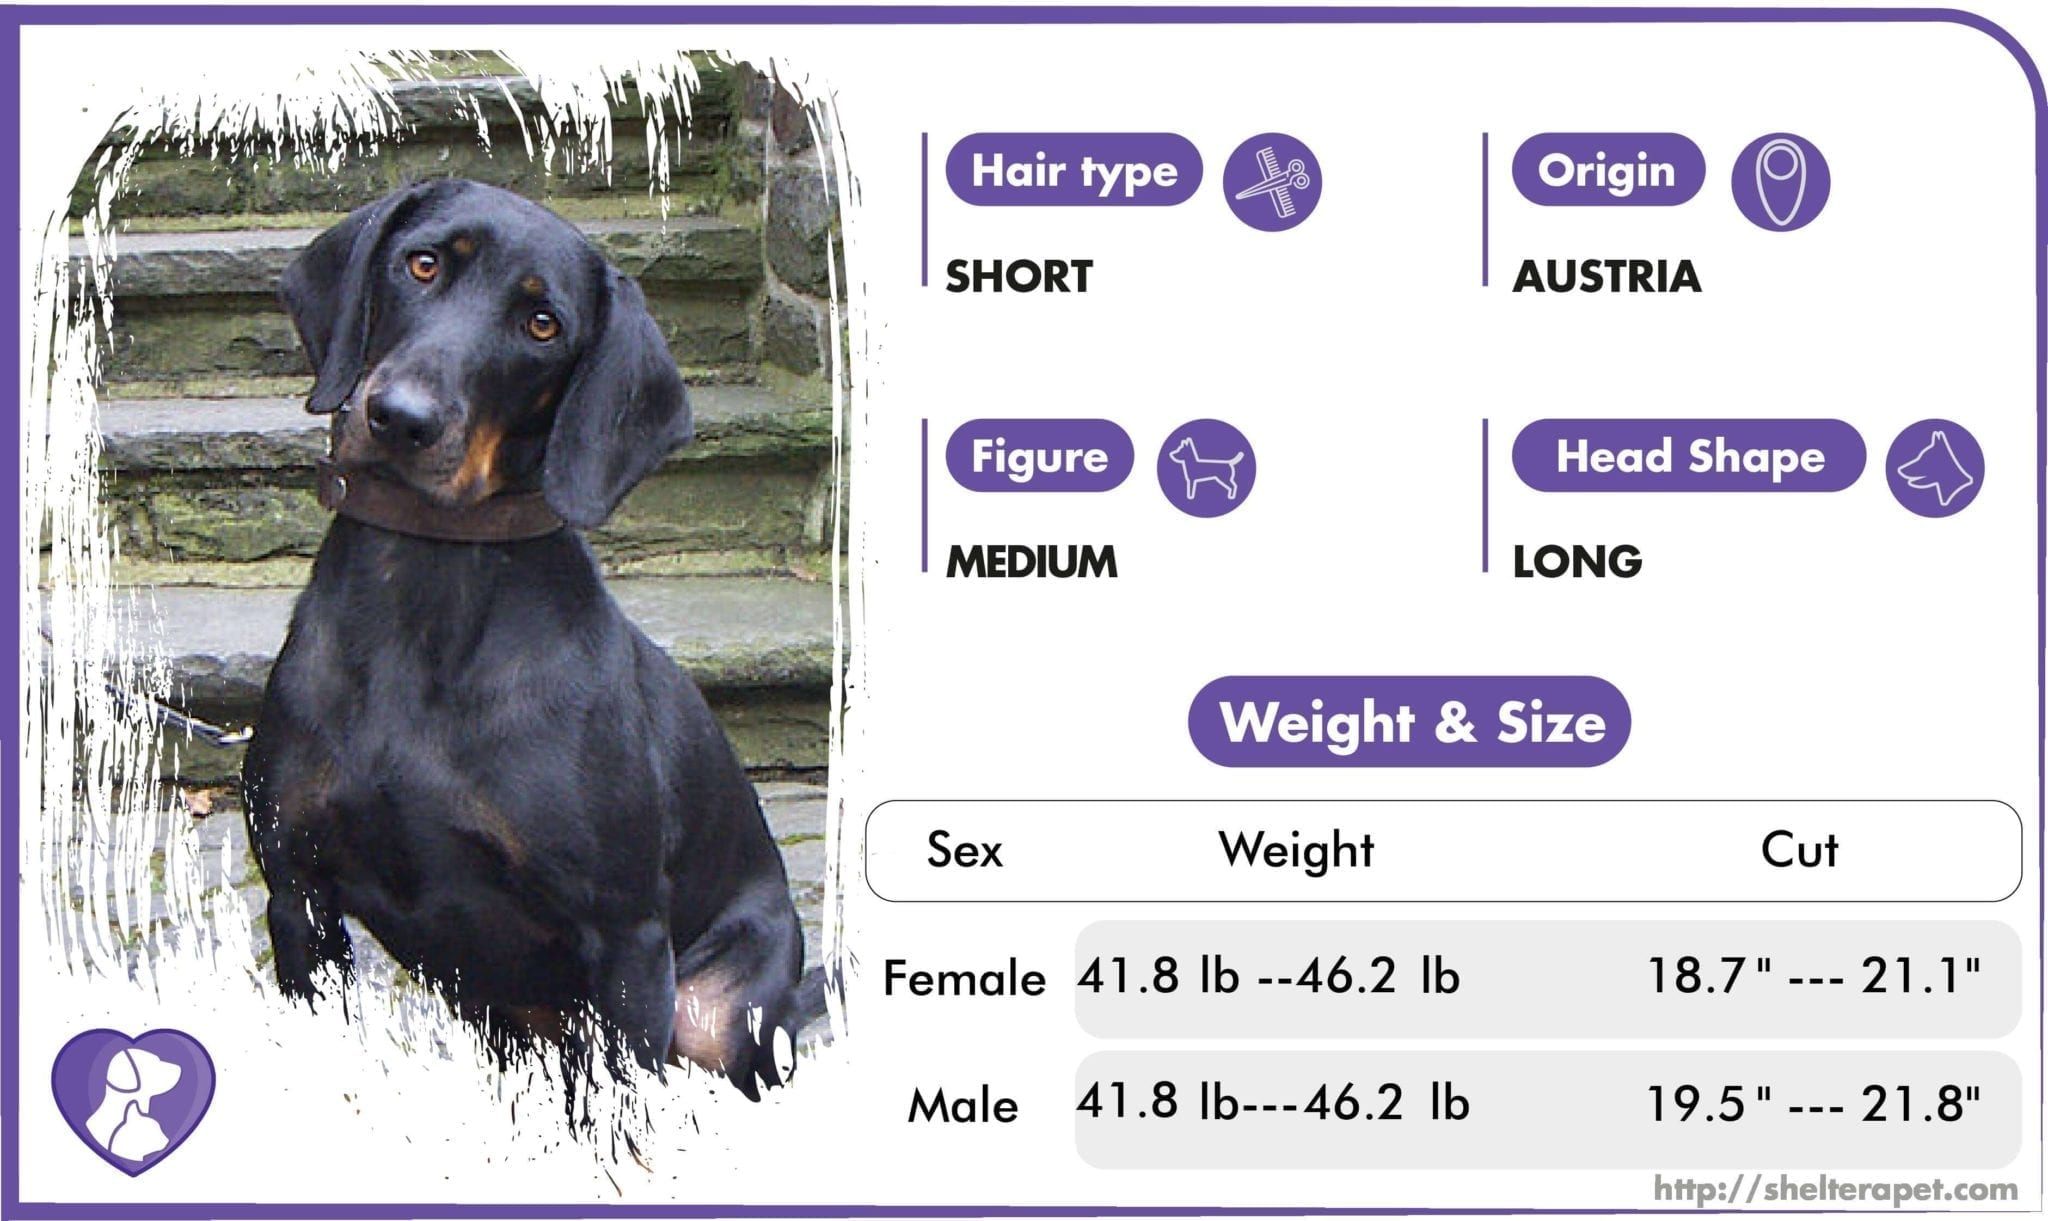 Hair type
SHORT
Origin
AUSTRIA
Figure
MEDIUM
Head Shape
LONG
Weight & Size
Sex Weight Cut
Female 41.8 lb --46.2 lb 18.7" --- 21.1"
Male 41.8 lb---46.2 lb 19.5" --- 21.8"
http://shelterapet.com